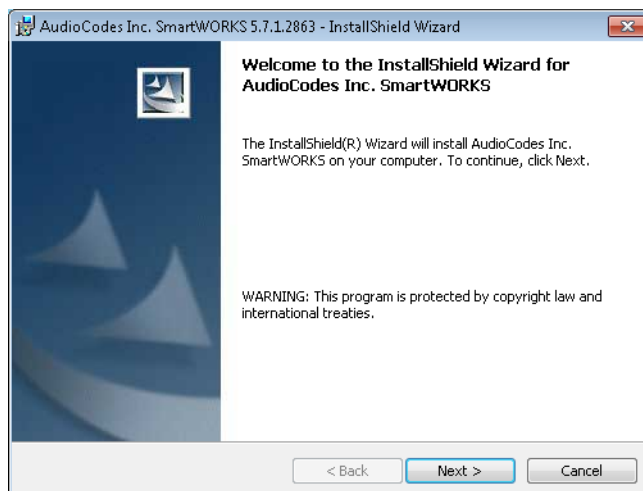 AudioCodes Inc. SmartWORKS 5.7.1.2863 - InstallShield Wizard
Welcome to the InstallShield Wizard for
AudioCodes Inc. SmartWORKS
The InstallShield(R) Wizard will install AudioCodes Inc.
SmartWORKS on your computer. To continue, click Next.
WARNING: This program is protected by copyright law and
international treaties.
< Back Next > Cancel